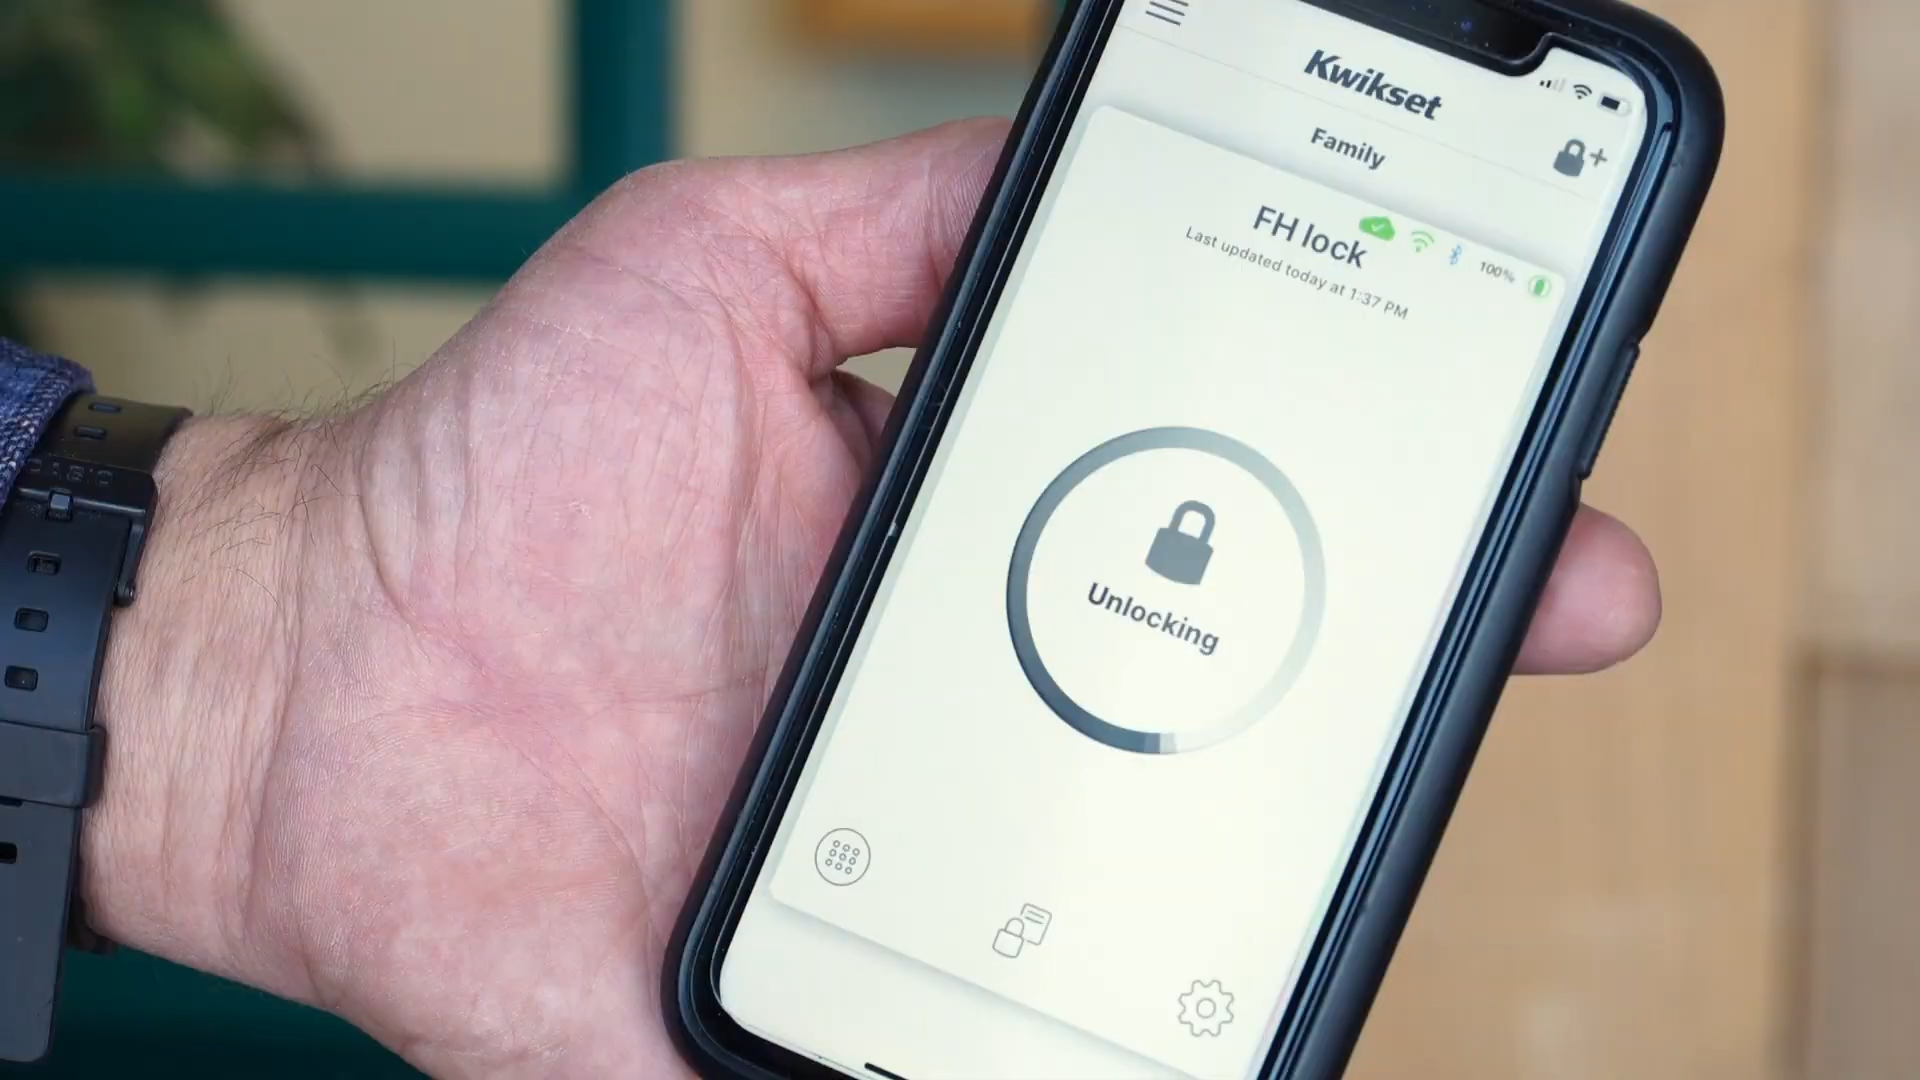 Kwikset
Family
FH lock
100%
Last updated today at 1:37 PM
Unlocking